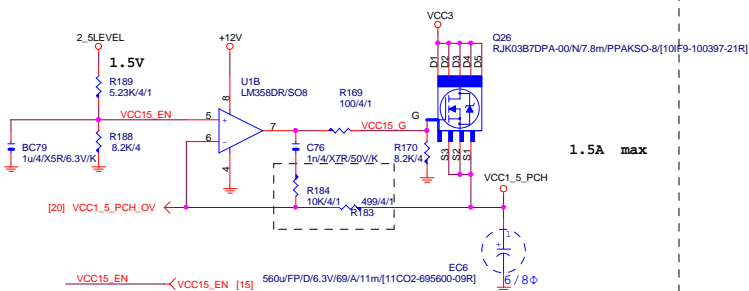 VCC3
2_5LEVEL
+12V
Q26
RJK03B7DPA-00/N/7.8m/PPAKSO-8/[10IF9-100397-21R]
1.5V
D1
D2
D3
D4
D5
R189
5.23K/4/1
U1B
LM358DR/SO8
R169
100/4/1
8
VCC15_EN
5
+
7
VCC15_G
G
6
-
BC79
1u/4/X5R/6.3V/K
R188
8.2K/4
C76
1n/4/X7R/50V/K
R170
8.2K/4
S3
S2
S1
1.5A max
4
VCC1_5_PCH
R184
10K/4/1
499/4/1
R183
[20] VCC1_5_PCH_OV
1
+
EC6
VCC15_EN
VCC15_EN [15]
560u/FP/D/6.3V/69/A/11m/[11CO2-695600-09R]
6/8Φ